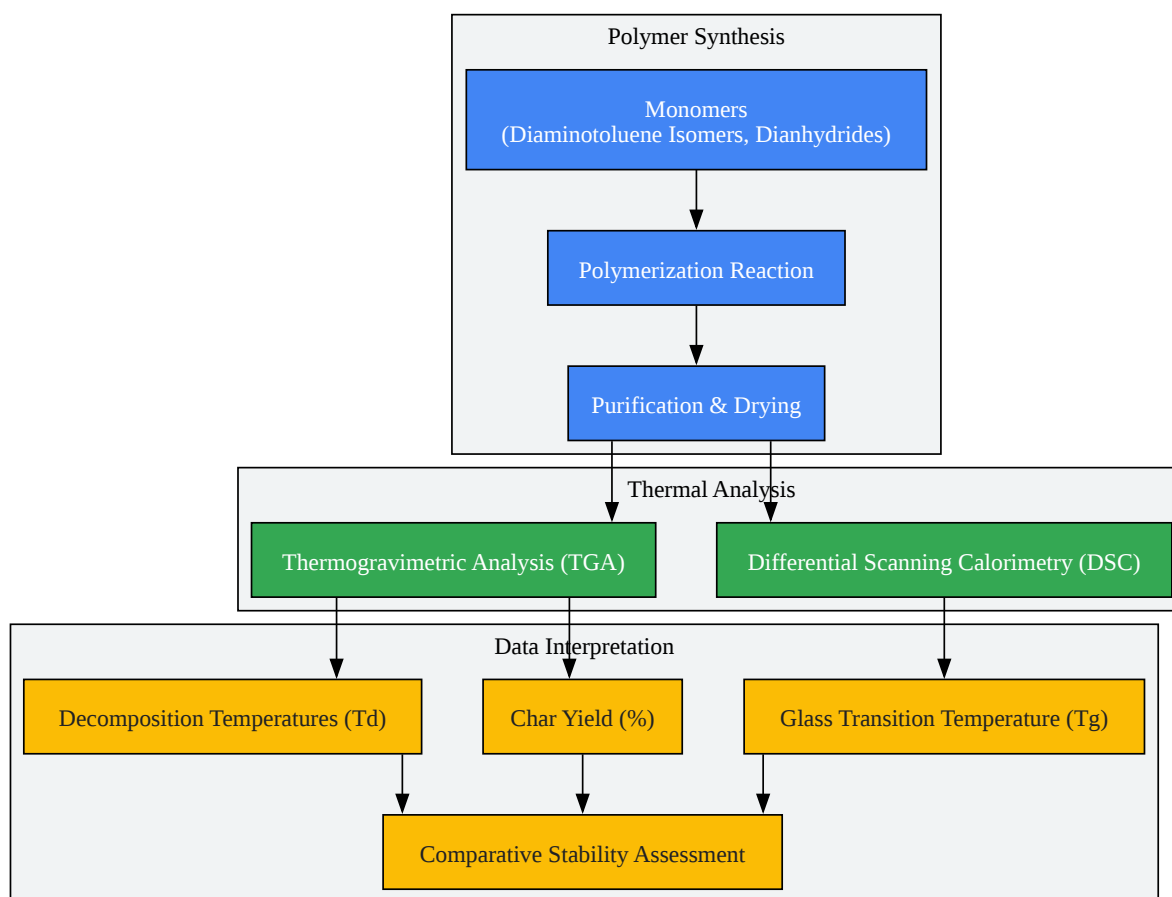 Polymer Synthesis
Monomers
(Diaminotoluene Isomers, Dianhydrides)
Polymerization Reaction
Purification & Drying
Thermal Analysis
Thermogravimetric Analysis (TGA)
Differential Scanning Calorimetry (DSC)
Data Interpretation
Decomposition Temperatures (Td)
Char Yield (%)
Glass Transition Temperature (Tg)
Comparative Stability Assessment